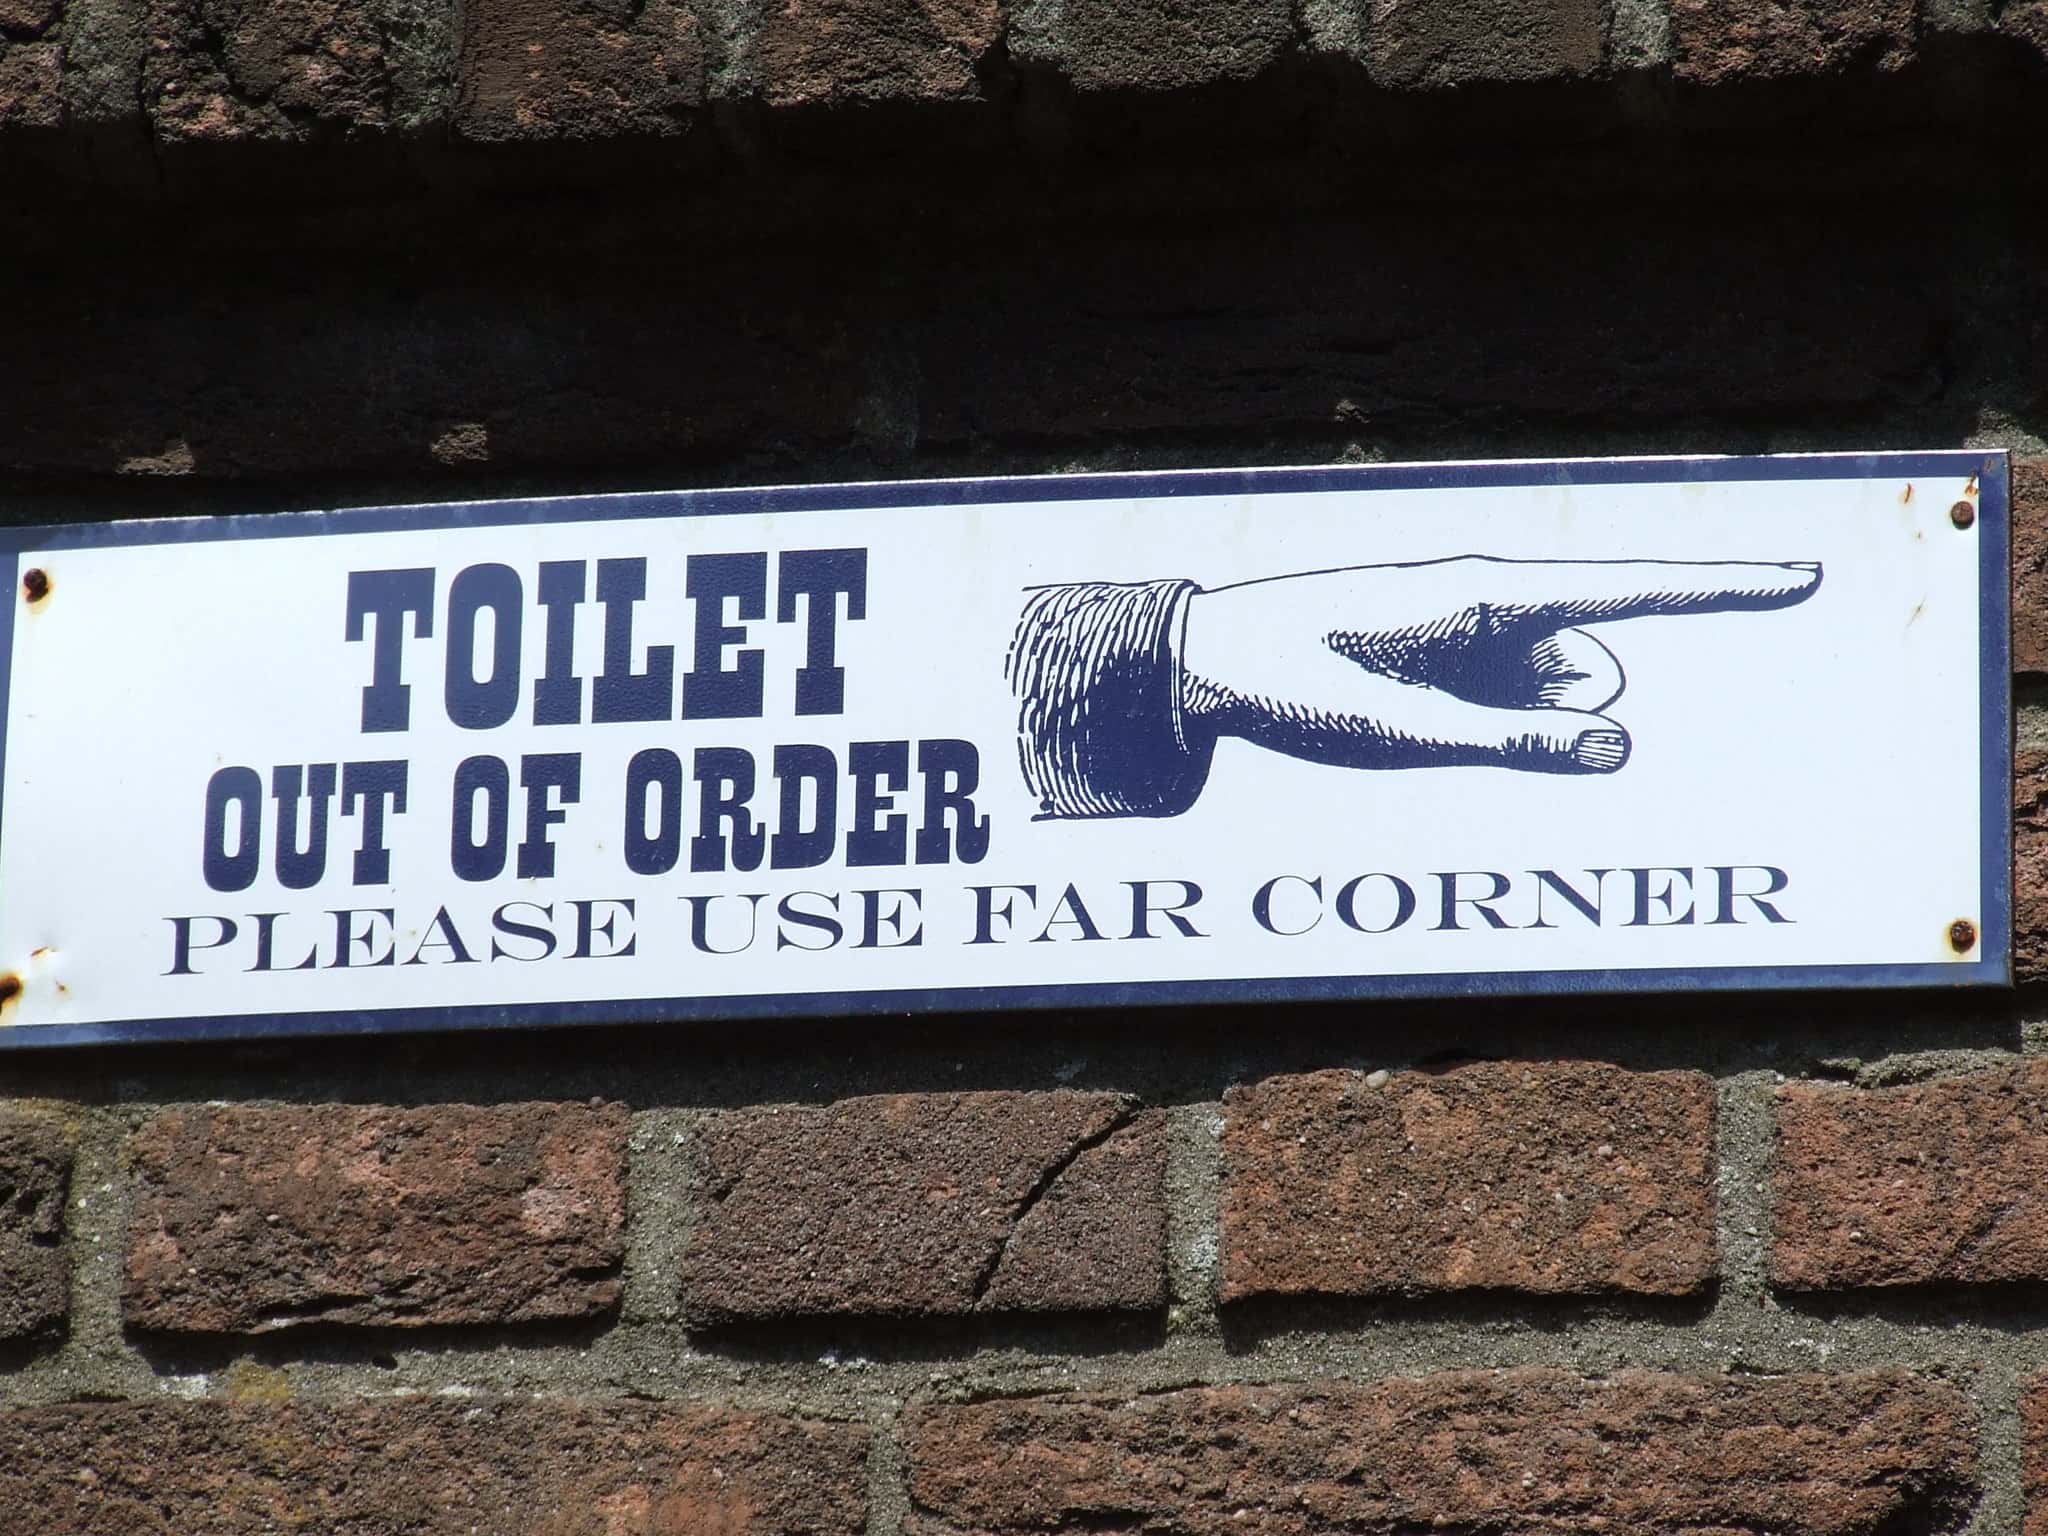 TOILET
OUT OF ORDER
PLEASE USE FAR CORNER